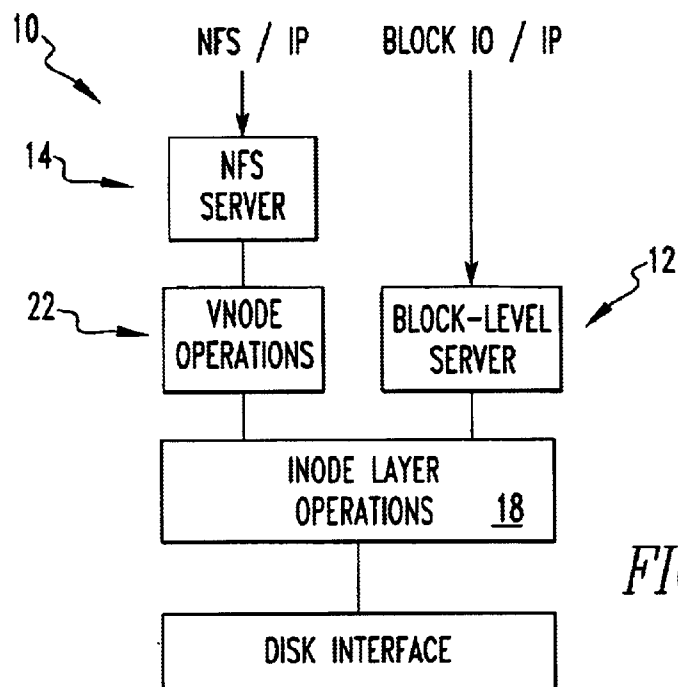 10
NFS / IP
BLOCK IO / IP
14
NFS
SERVER
12
22
VNODE
OPERATIONS
BLOCK-LEVEL
SERVER
INODE LAYER
OPERATIONS
18
DISK INTERFACE